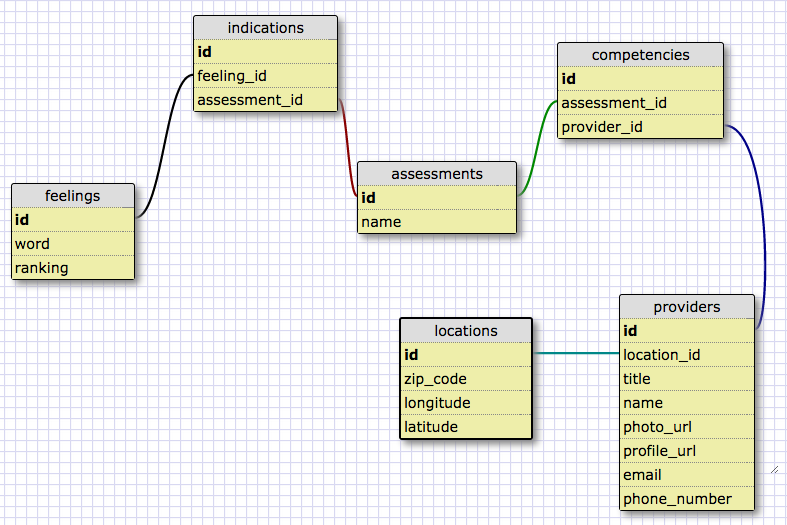 indications
id
feeling_id
assessment_id
competencies
id
assessment_id
provider_id
assessments
id
name
feelings
id
word
ranking
providers
id
location_id
title
name
photo_url
profile_url
email
phone_number
locations
id
zip_code
longitude
latitude